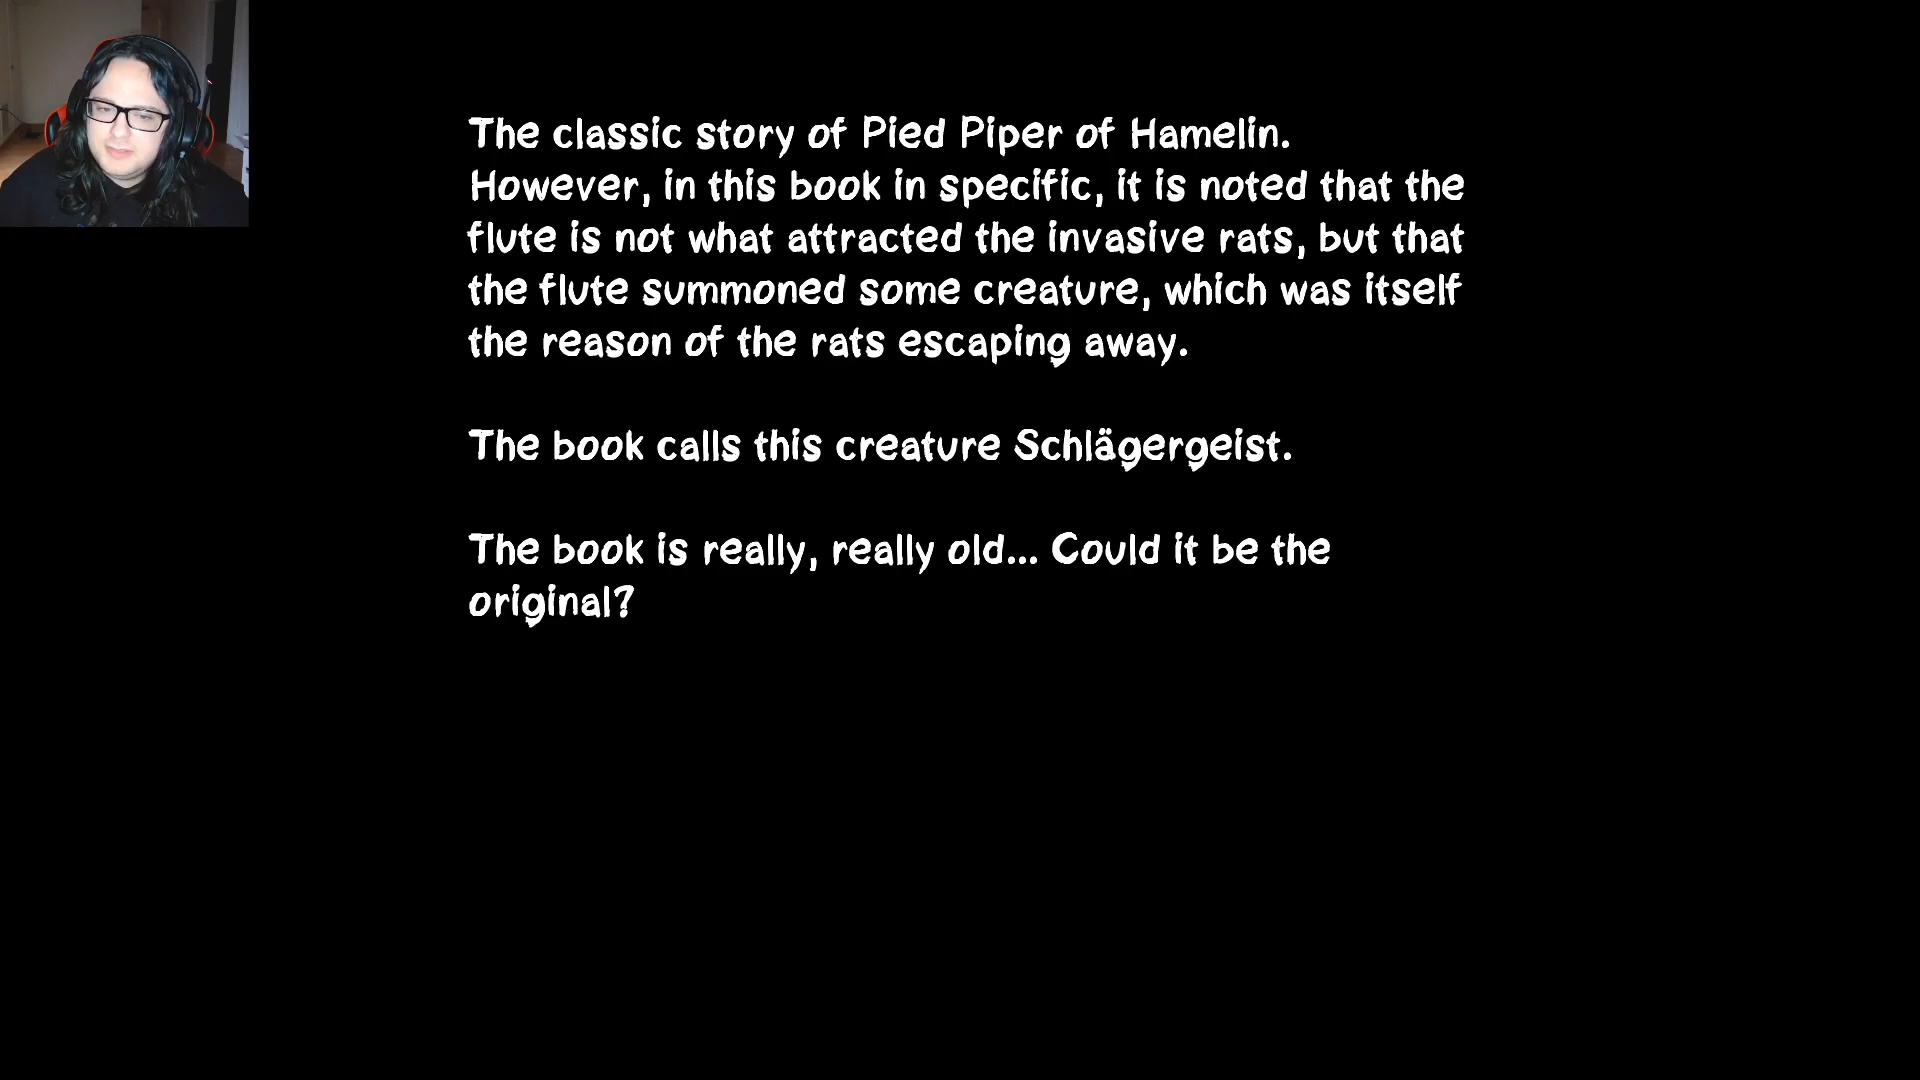 The classic story of Pied Piper of Hamelin.
However, in this book in specific, it is noted that the
flute is not what attracted the invasive rats, but that
the flute summoned some creature, which was itself
the reason of the rats escaping away.
The book calls this creature Schlägergeist.
The book is really, really old... Could it be the
original?